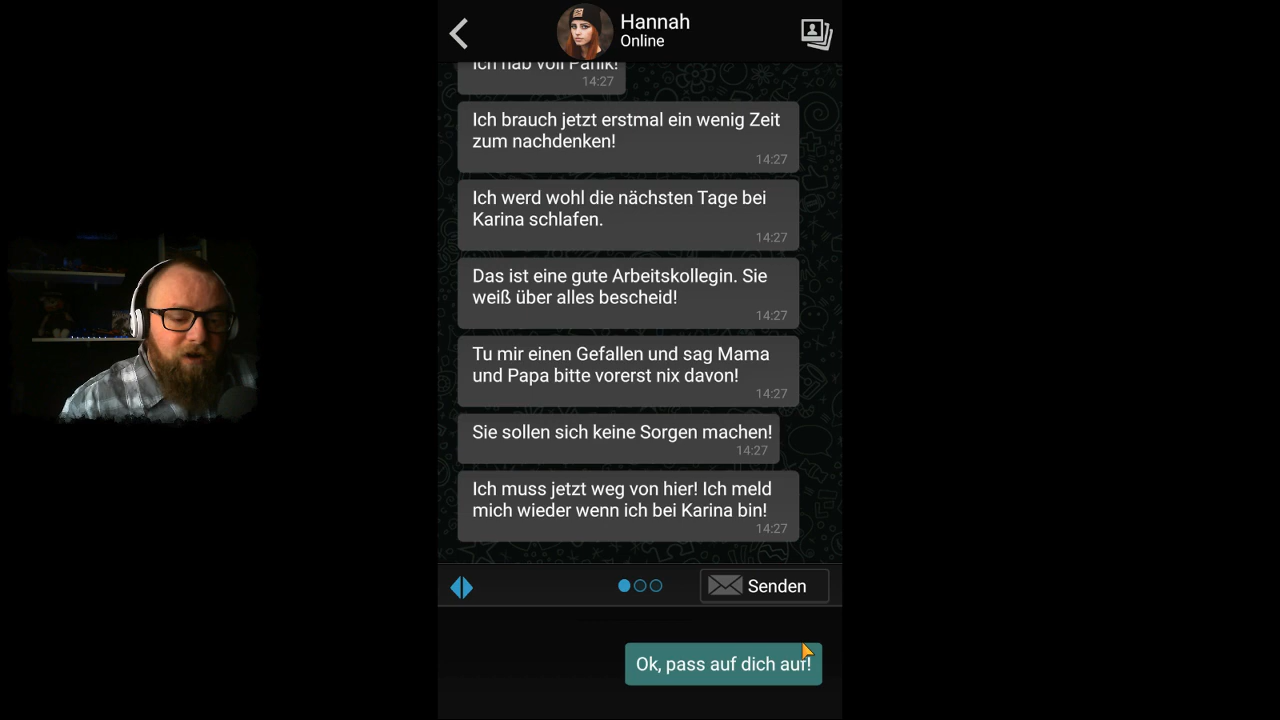 Hannah
Online
Ich hab voll Panik!
14:27
Ich brauch jetzt erstmal ein wenig Zeit
zum nachdenken!
14:27
Ich werd wohl die nächsten Tage bei
Karina schlafen.
14:27
Das ist eine gute Arbeitskollegin. Sie
weiß über alles bescheid!
14:27
Tu mir einen Gefallen und sag Mama
und Papa bitte vorerst nix davon!
14:27
Sie sollen sich keine Sorgen machen!
14:27
Ich muss jetzt weg von hier! Ich meld
mich wieder wenn ich bei Karina bin!
14:27
Senden
Ok, pass auf dich auf!